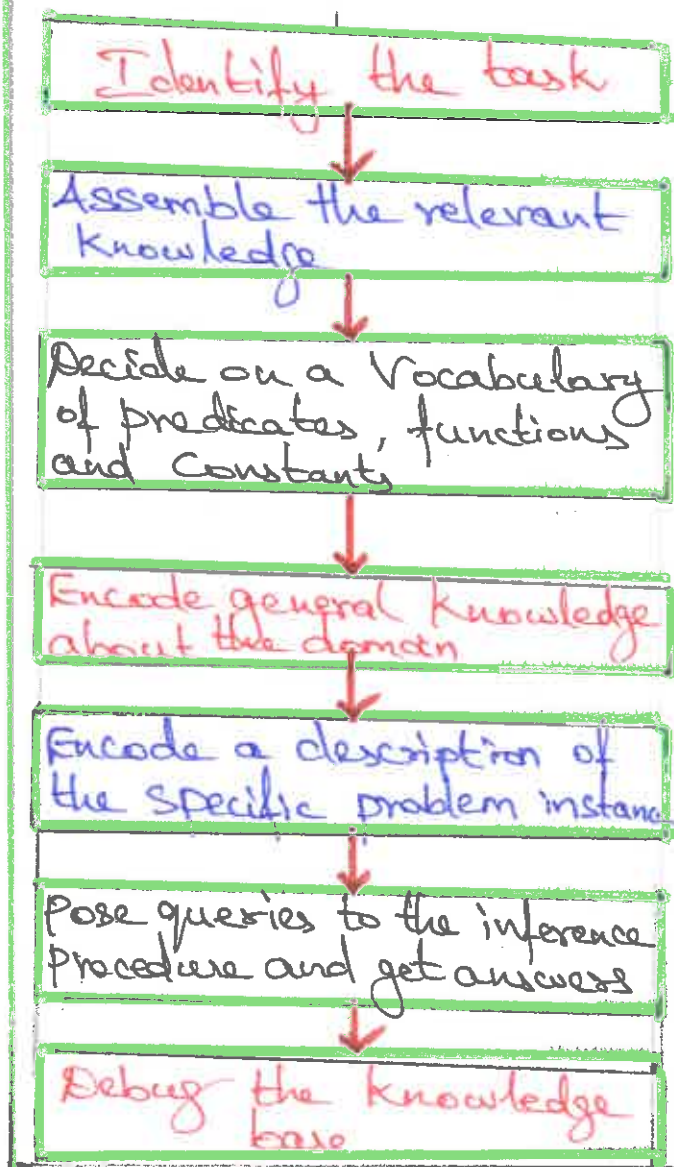 Identify the task
Assemble the relevant
Knowledge
Decide on a Vocabulary
of predicates, functions
and Constants
Encode general Knowledge
about the domain
Encode a description of
the specific problem instanc
Pose queries to the inference
Procedure and get answers
Debug the Knowledge
base